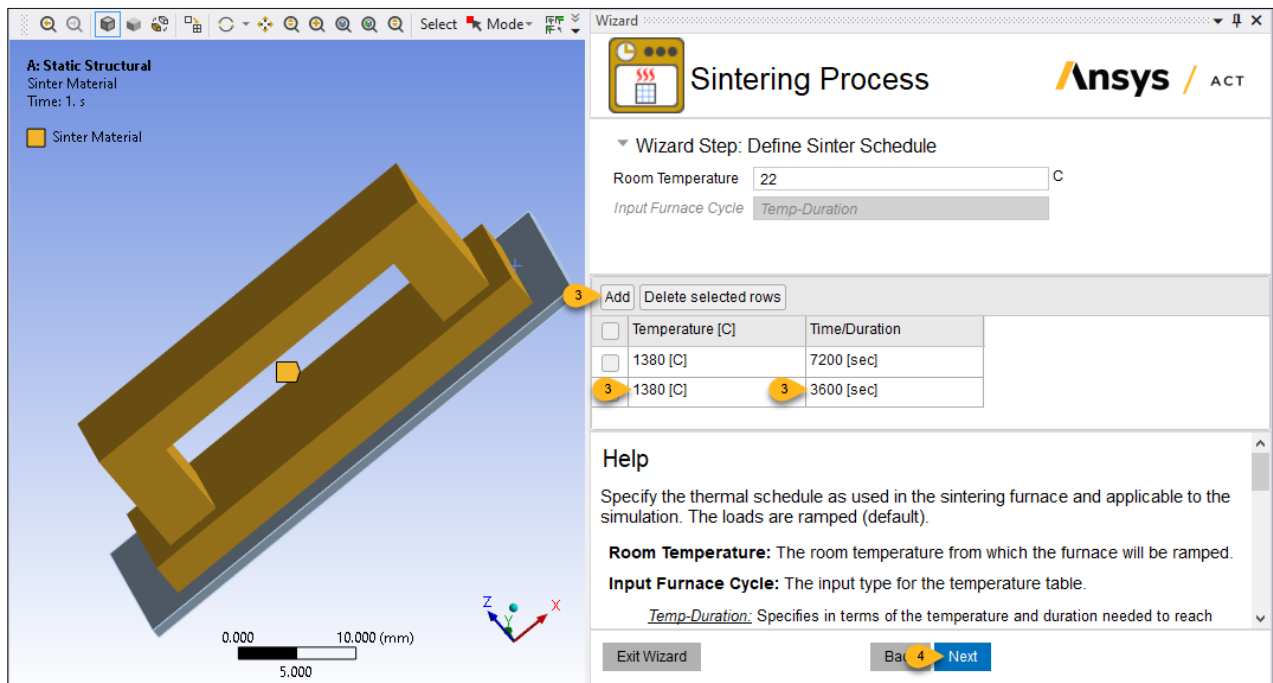 Select Mode
A: Static Structural
Sinter Material
Time: 1. s
Sinter Material
Z
Y
X
0.000 10.000 (mm)
5.000
Wizard
Sintering Process
Ansys / ACT
Wizard Step: Define Sinter Schedule
Room Temperature 22 C
Input Furnace Cycle Temp-Duration
3 Add Delete selected rows
Temperature [C] Time/Duration
1380 [C] 7200 [sec]
3 1380 [C] 3 3600 [sec]
Help
Specify the thermal schedule as used in the sintering furnace and applicable to the
simulation. The loads are ramped (default).
Room Temperature: The room temperature from which the furnace will be ramped.
Input Furnace Cycle: The input type for the temperature table.
Temp-Duration: Specifies in terms of the temperature and duration needed to reach
Exit Wizard Ba 4 Next